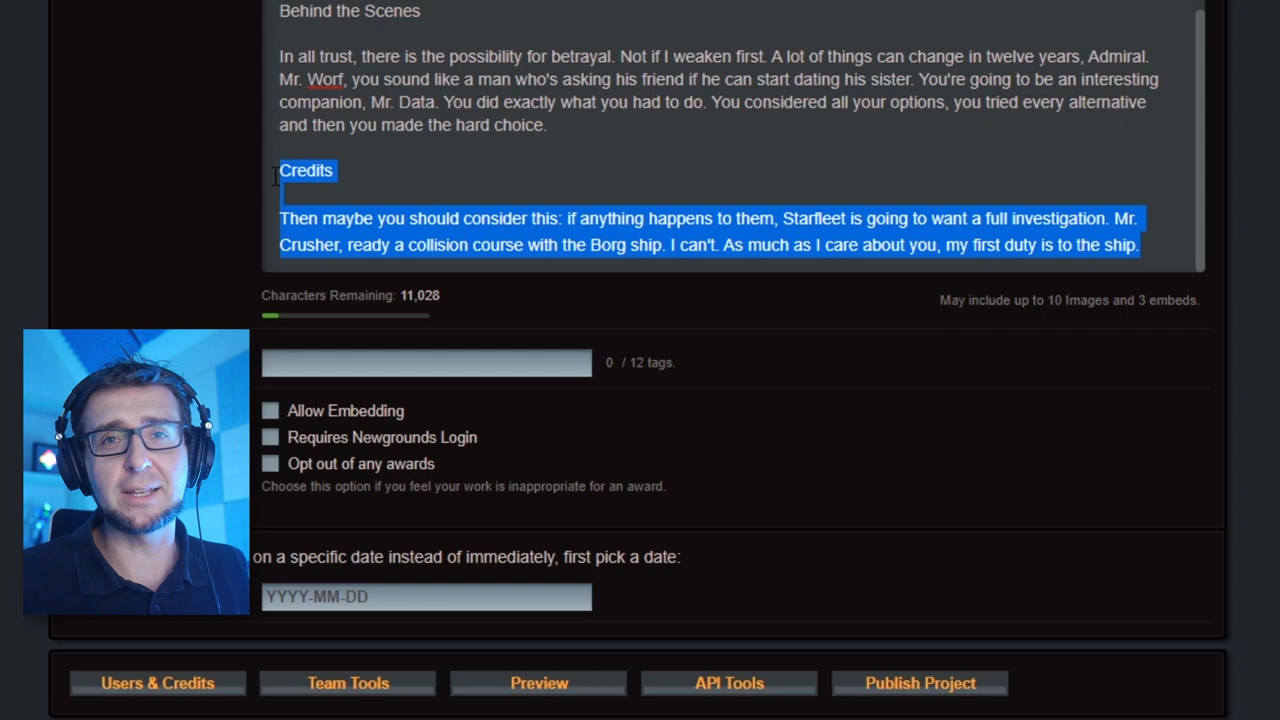 Behind the Scenes
In all trust, there is the possibility for betrayal. Not if I weaken first. A lot of things can change in twelve years, Admiral.
Mr. Worf, you sound like a man who's asking his friend if he can start dating his sister. You're going to be an interesting
companion, Mr. Data. You did exactly what you had to do. You considered all your options, you tried every alternative
and then you made the hard choice.
Credits
Then maybe you should consider this: if anything happens to them, Starfleet is going to want a full investigation. Mr.
Crusher, ready a collision course with the Borg ship. I can't. As much as I care about you, my first duty is to the ship.
Characters Remaining: 11,028
May include up to 10 Images and 3 embeds.
0 / 12 tags.
Allow Embedding
Requires Newgrounds Login
Opt out of any awards
Choose this option if you feel your work is inappropriate for an award.
on a specific date instead of immediately, first pick a date:
YYYY-MM-DD
Users & Credits
Team Tools
Preview
API Tools
Publish Project